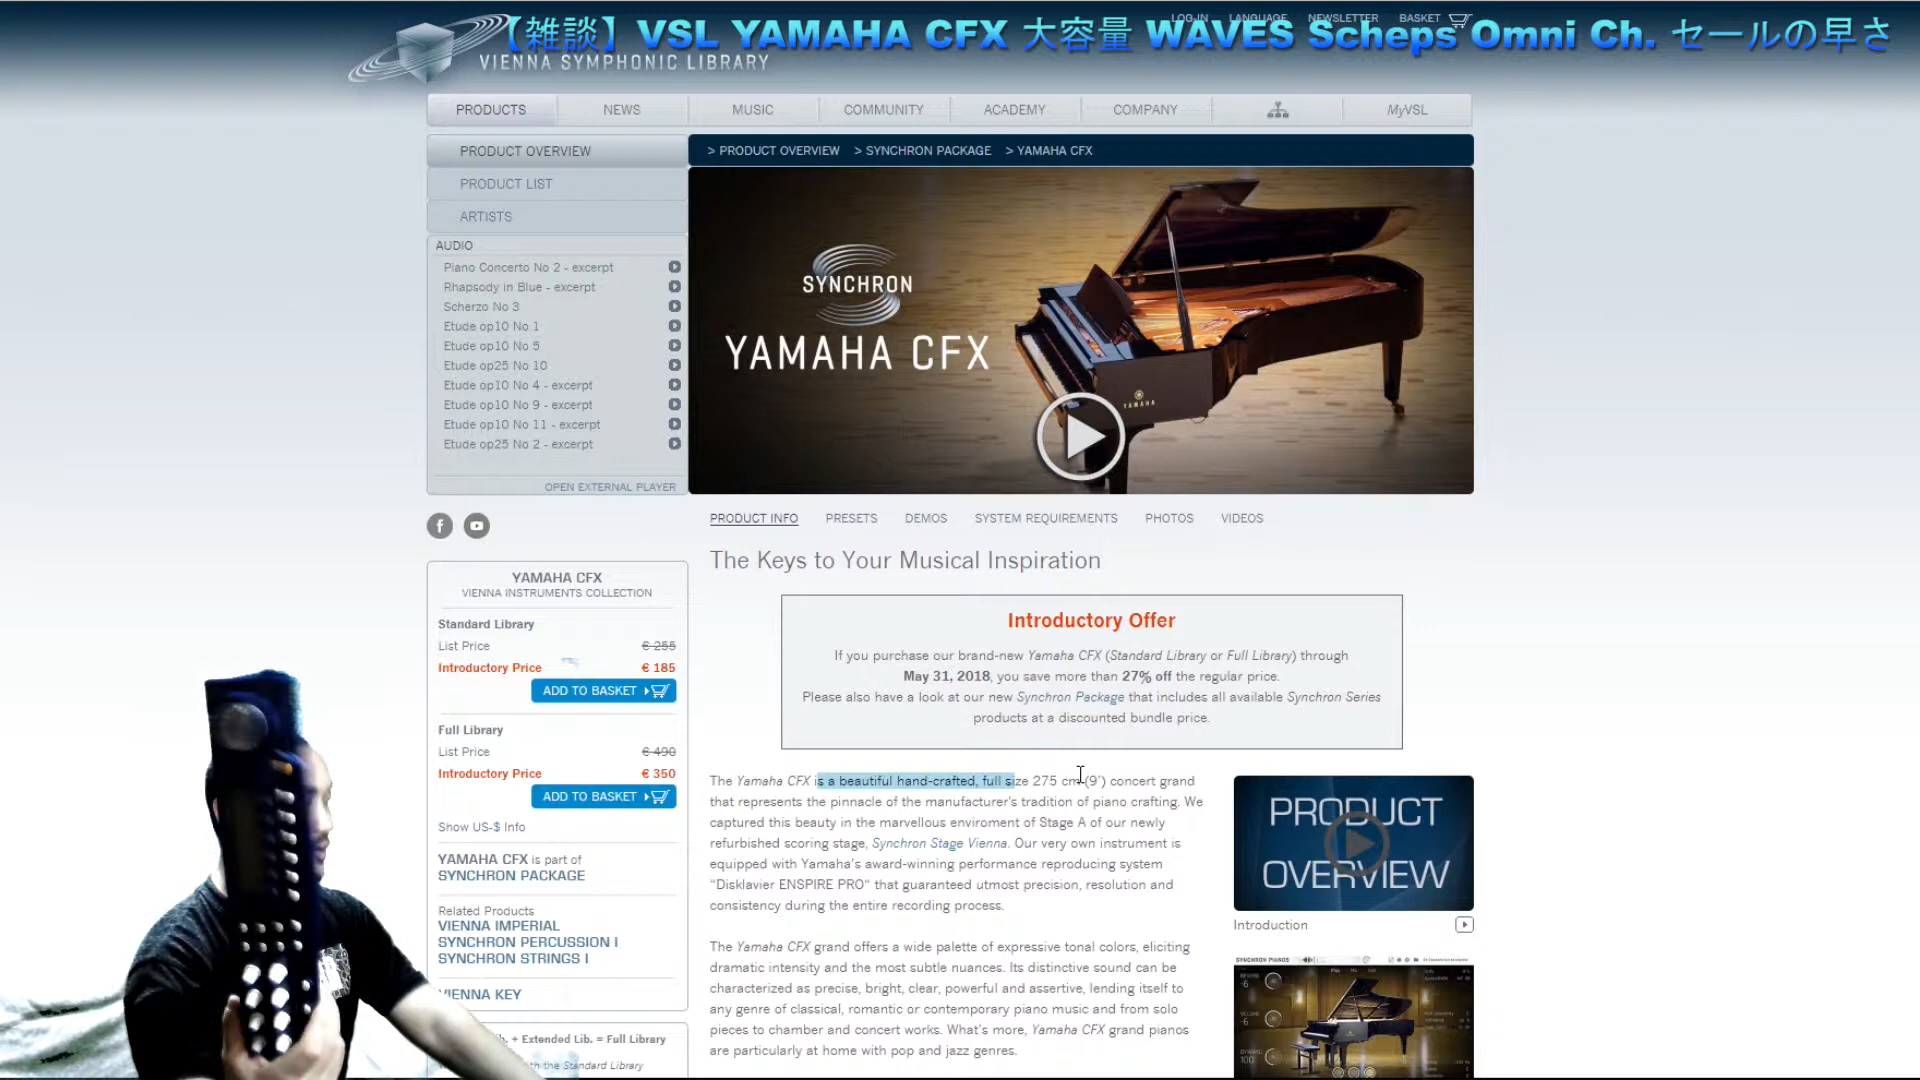 【雑談】VSL YAMAHA CFX 大容量 WAVES Scheps Omni Ch. セールの早さ
LOG-IN LANGUAGE NEWSLETTER BASKET
VIENNA SYMPHONIC LIBRARY
PRODUCTS NEWS MUSIC COMMUNITY ACADEMY COMPANY MyVSL
PRODUCT OVERVIEW
PRODUCT LIST
ARTISTS
> PRODUCT OVERVIEW > SYNCHRON PACKAGE > YAMAHA CFX
AUDIO
Piano Concerto No 2 - excerpt
Rhapsody in Blue - excerpt
Scherzo No 3
Etude op10 No 1
Etude op10 No 5
Etude op25 No 10
Etude op10 No 4 - excerpt
Etude op10 No 9 - excerpt
Etude op10 No 11 - excerpt
Etude op25 No 2 - excerpt
OPEN EXTERNAL PLAYER
SYNCHRON
YAMAHA CFX
YAMAHA
PRODUCT INFO PRESETS DEMOS SYSTEM REQUIREMENTS PHOTOS VIDEOS
The Keys to Your Musical Inspiration
YAMAHA CFX
VIENNA INSTRUMENTS COLLECTION
Standard Library
List Price € 255
Introductory Price € 185
ADD TO BASKET
Full Library
List Price € 490
Introductory Price € 350
ADD TO BASKET
Show US-$ Info
YAMAHA CFX is part of
SYNCHRON PACKAGE
Related Products
VIENNA IMPERIAL
SYNCHRON PERCUSSION I
SYNCHRON STRINGS I
VIENNA KEY
+ Extended Lib. = Full Library
the Standard Library
Introductory Offer
If you purchase our brand-new Yamaha CFX (Standard Library or Full Library) through
May 31, 2018, you save more than 27% off the regular price.
Please also have a look at our new Synchron Package that includes all available Synchron Series
products at a discounted bundle price.
The Yamaha CFX is a beautiful hand-crafted, full size 275 cm (9') concert grand
that represents the pinnacle of the manufacturer's tradition of piano crafting. We
captured this beauty in the marvellous enviroment of Stage A of our newly
refurbished scoring stage, Synchron Stage Vienna. Our very own instrument is
equipped with Yamaha's award-winning performance reproducing system
"Disklavier ENSPIRE PRO" that guaranteed utmost precision, resolution and
consistency during the entire recording process.
The Yamaha CFX grand offers a wide palette of expressive tonal colors, eliciting
dramatic intensity and the most subtle nuances. Its distinctive sound can be
characterized as precise, bright, clear, powerful and assertive, lending itself to
any genre of classical, romantic or contemporary piano music and from solo
pieces to chamber and concert works. What's more, Yamaha CFX grand pianos
are particularly at home with pop and jazz genres.
PRODUCT
OVERVIEW
Introduction
SYNCHRON PIANOS